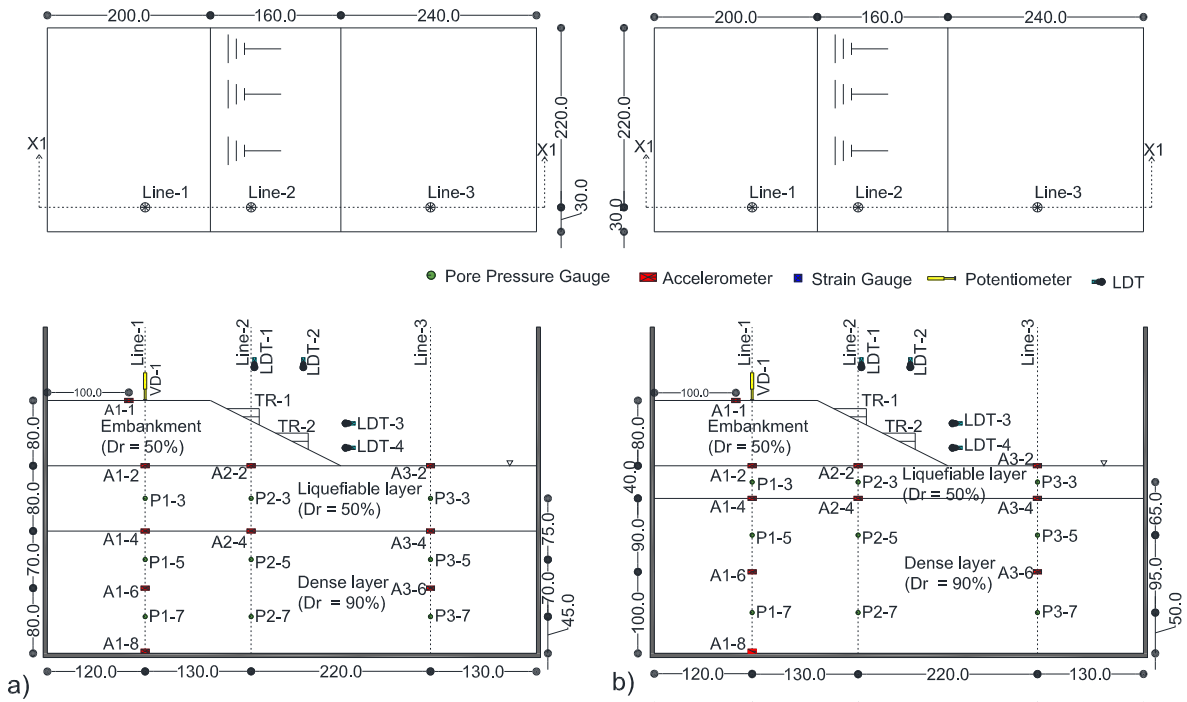 200.0 160.0 240.0
220.0
30.0
X1 X1
Line-1 Line-2 Line-3
200.0 160.0 240.0
220.0
30.0
X1 X1
Line-1 Line-2 Line-3
Pore Pressure Gauge Accelerometer Strain Gauge Potentiometer LDT
Line-1 Line-2 Line-3
VD-1 LDT-1 LDT-2
100.0
A1-1
TR-1
TR-2
LDT-3
LDT-4
Embankment
(Dr = 50%)
A1-2 A2-2 A3-2
Liquefiable layer
(Dr = 50%)
P1-3 P2-3 P3-3
A1-4 A2-4 A3-4
P1-5 P2-5 P3-5
Dense layer
(Dr = 90%)
A1-6 A3-6
P1-7 P2-7 P3-7
A1-8
80.0
80.0
70.0
80.0
75.0
70.0
45.0
120.0 130.0 220.0 130.0
a)
Line-1 Line-2 Line-3
VD-1 LDT-1 LDT-2
100.0
A1-1
TR-1
TR-2
LDT-3
LDT-4
Embankment
(Dr = 50%)
A1-2 A2-2 A3-2
Liquefiable layer
(Dr = 50%)
P1-3 P2-3 P3-3
A1-4 A2-4 A3-4
P1-5 P2-5 P3-5
Dense layer
(Dr = 90%)
A1-6 A3-6
P1-7 P2-7 P3-7
A1-8
80.0
40.0
90.0
100.0
65.0
95.0
50.0
120.0 130.0 220.0 130.0
b)